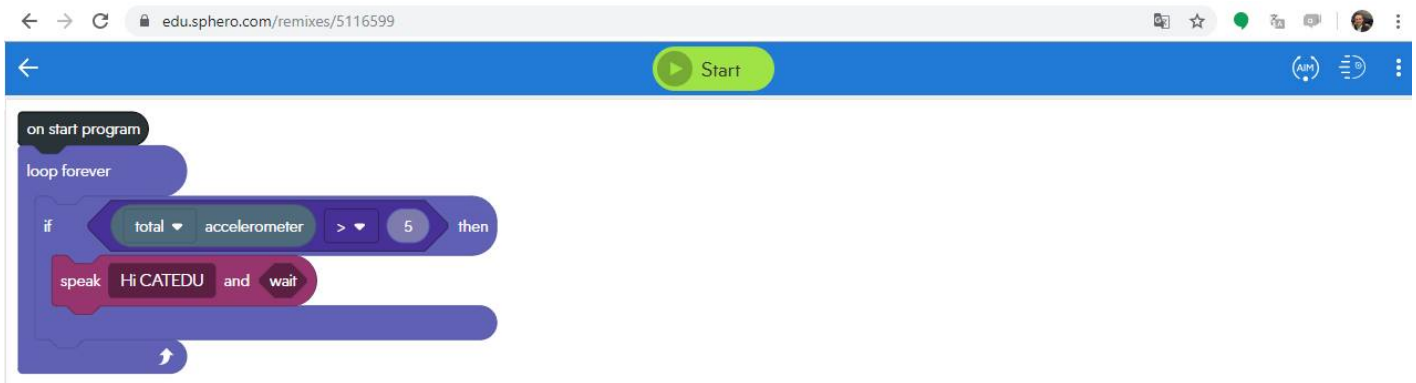 edu.sphero.com/remixes/5116599
Start
AIM
on start program
loop forever
if total accelerometer > 5 then
speak Hi CATEDU and wait